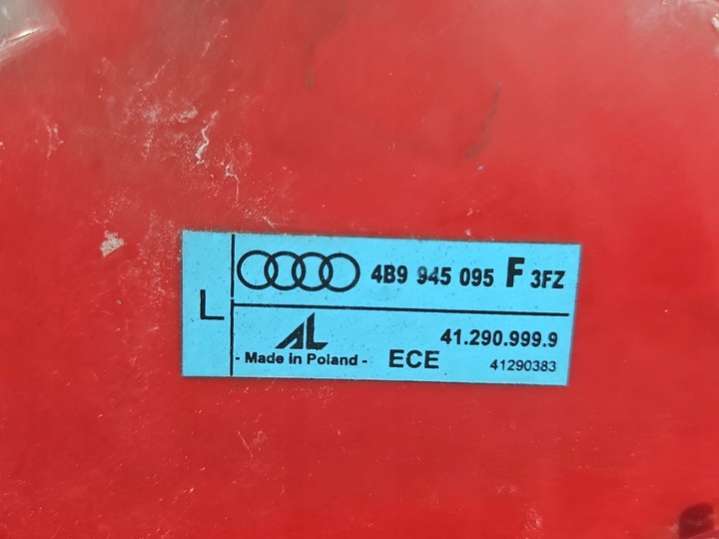 L
4B9 945 095 F 3FZ
AL
- Made in Poland -
ECE
41.290.999.9
41290383